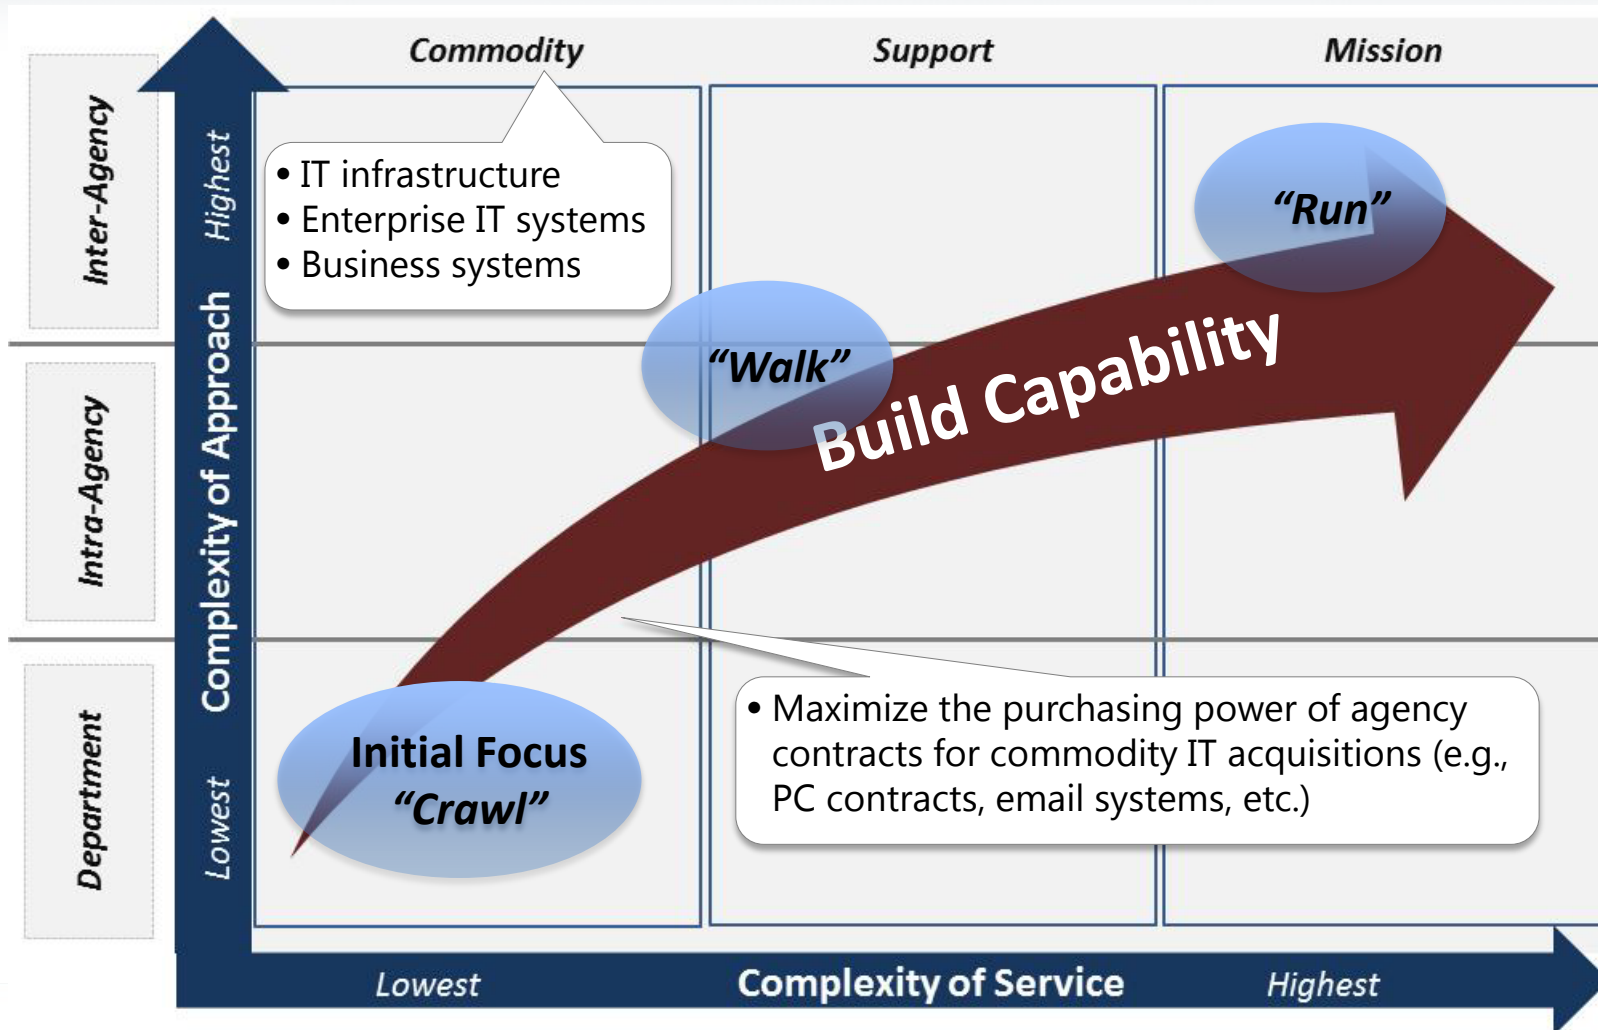 Commodity
Support
Mission
Inter-Agency
Highest
• IT infrastructure
• Enterprise IT systems
• Business systems
“Run”
“Walk”
Build Capability
Intra-Agency
Complexity of Approach
Department
Lowest
Initial Focus
“Crawl”
• Maximize the purchasing power of agency
contracts for commodity IT acquisitions (e.g.,
PC contracts, email systems, etc.)
Lowest
Complexity of Service
Highest